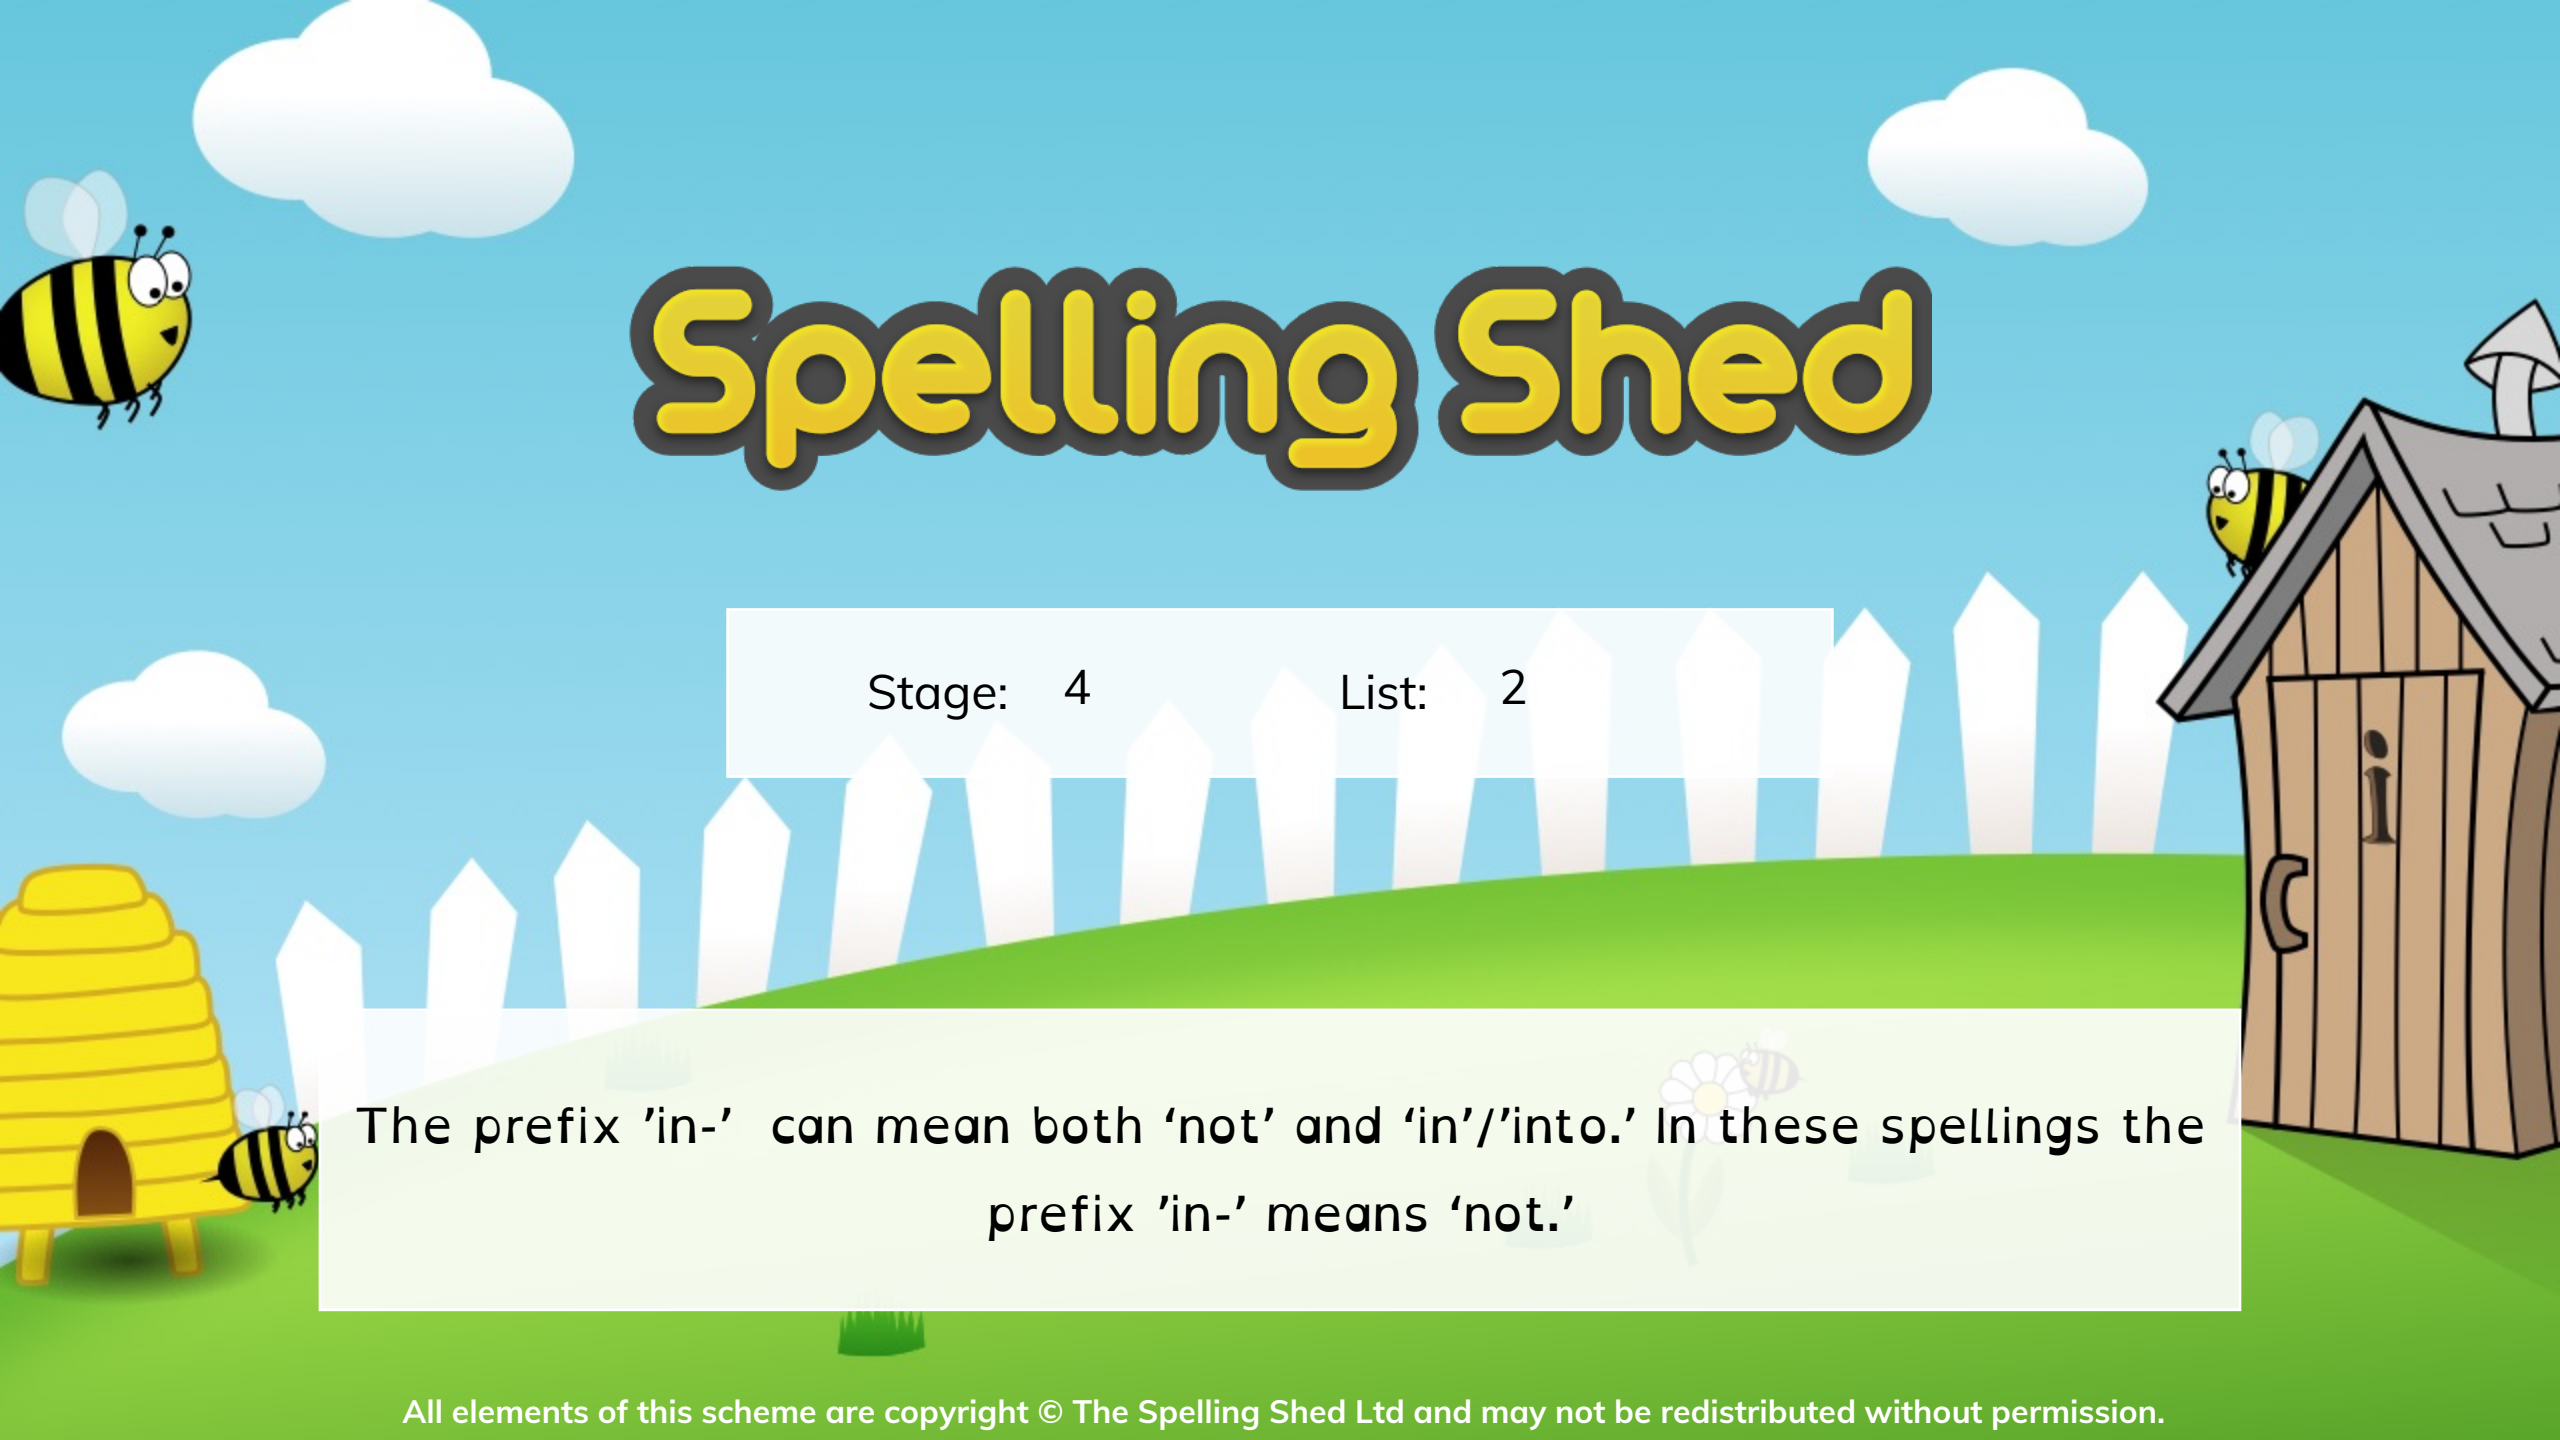 Spelling Shed
Stage: 4 List: 2
i
The prefix ’in-’ can mean both ‘not’ and ‘in’/’into.’ In these spellings the
prefix ’in-’ means ‘not.’
All elements of this scheme are copyright © The Spelling Shed Ltd and may not be redistributed without permission.